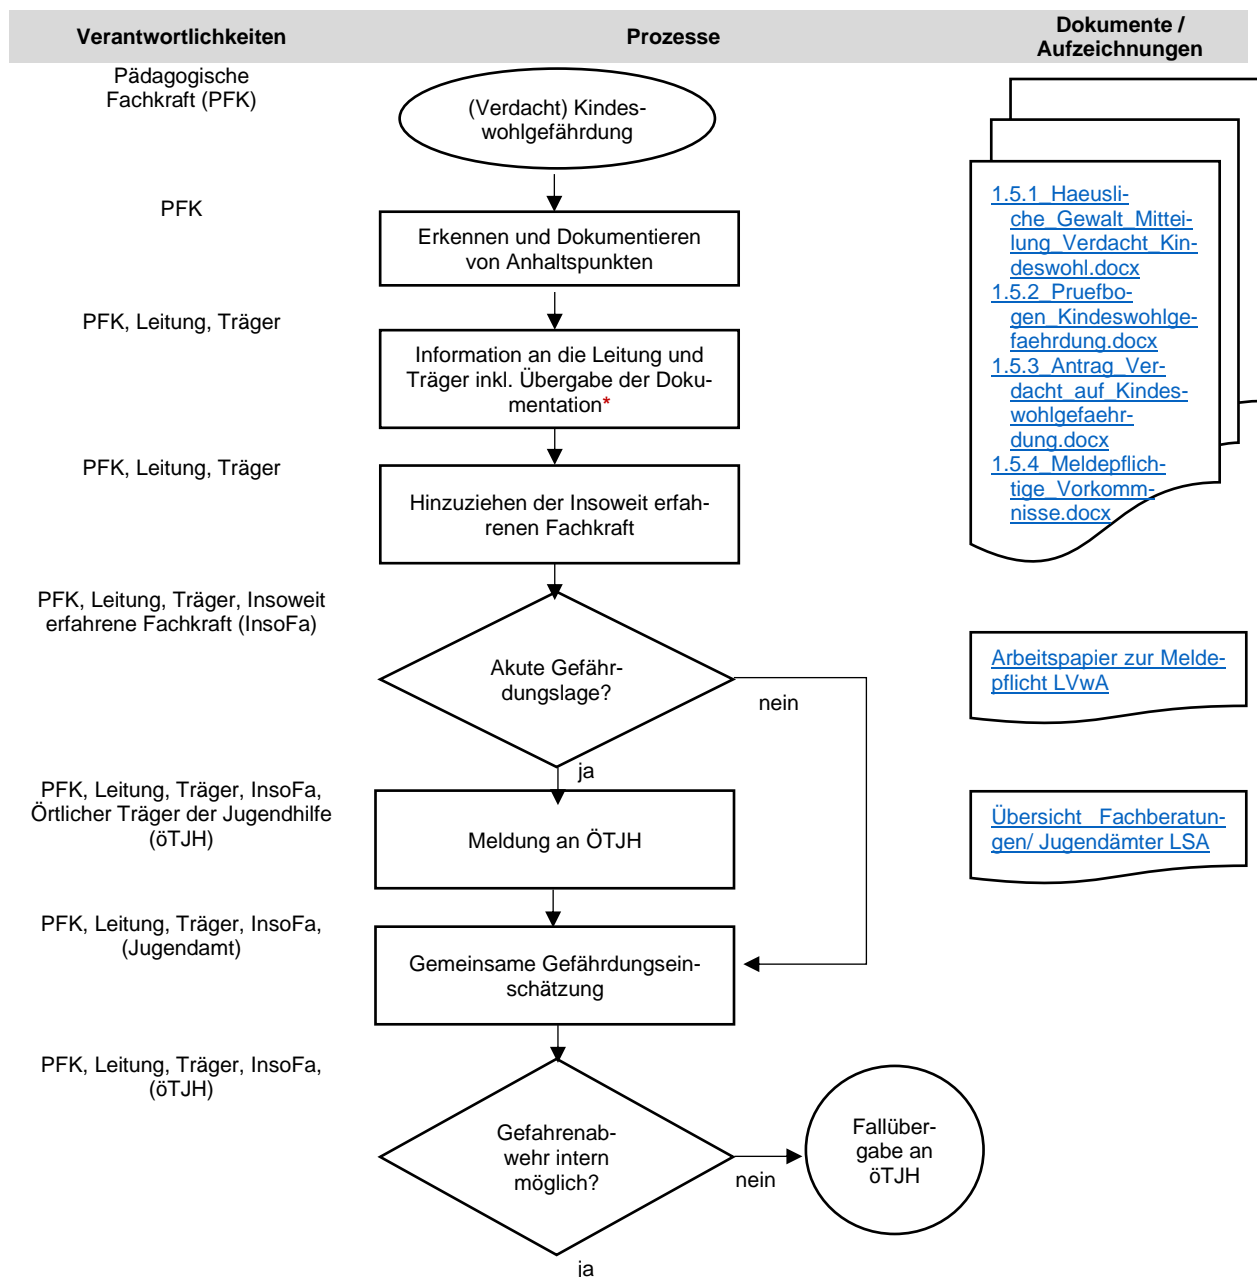 Verantwortlichkeiten
Prozesse
Dokumente /
Aufzeichnungen
Pädagogische
Fachkraft (PFK)
(Verdacht) Kindes-
wohlgefährdung
PFK
Erkennen und Dokumentieren
von Anhaltspunkten
PFK, Leitung, Träger
Information an die Leitung und
Träger inkl. Übergabe der Doku-
mentation*
PFK, Leitung, Träger
Hinzuziehen der Insoweit erfah-
renen Fachkraft
1.5.1_Haeusli-
che_Gewalt_Mittei-
lung_Verdacht_Kin-
deswohl.docx
1.5.2_Pruefbo-
gen_Kindeswohlge-
faehrdung.docx
1.5.3_Antrag_Ver-
dacht_auf_Kindes-
wohlgefaehr-
dung.docx
1.5.4_Meldepflich-
tige_Vorkomm-
nisse.docx
PFK, Leitung, Träger, Insoweit
erfahrene Fachkraft (InsoFa)
Akute Gefähr-
dungslage?
nein
ja
Arbeitspapier zur Melde-
pflicht LVwA
PFK, Leitung, Träger, InsoFa,
Örtlicher Träger der Jugendhilfe
(öTJH)
Meldung an ÖTJH
Übersicht Fachberatun-
gen/ Jugendämter LSA
PFK, Leitung, Träger, InsoFa,
(Jugendamt)
Gemeinsame Gefährdungsein-
schätzung
PFK, Leitung, Träger, InsoFa,
(öTJH)
Gefahrenab-
wehr intern
möglich?
nein
Fallüber-
gabe an
öTJH
ja